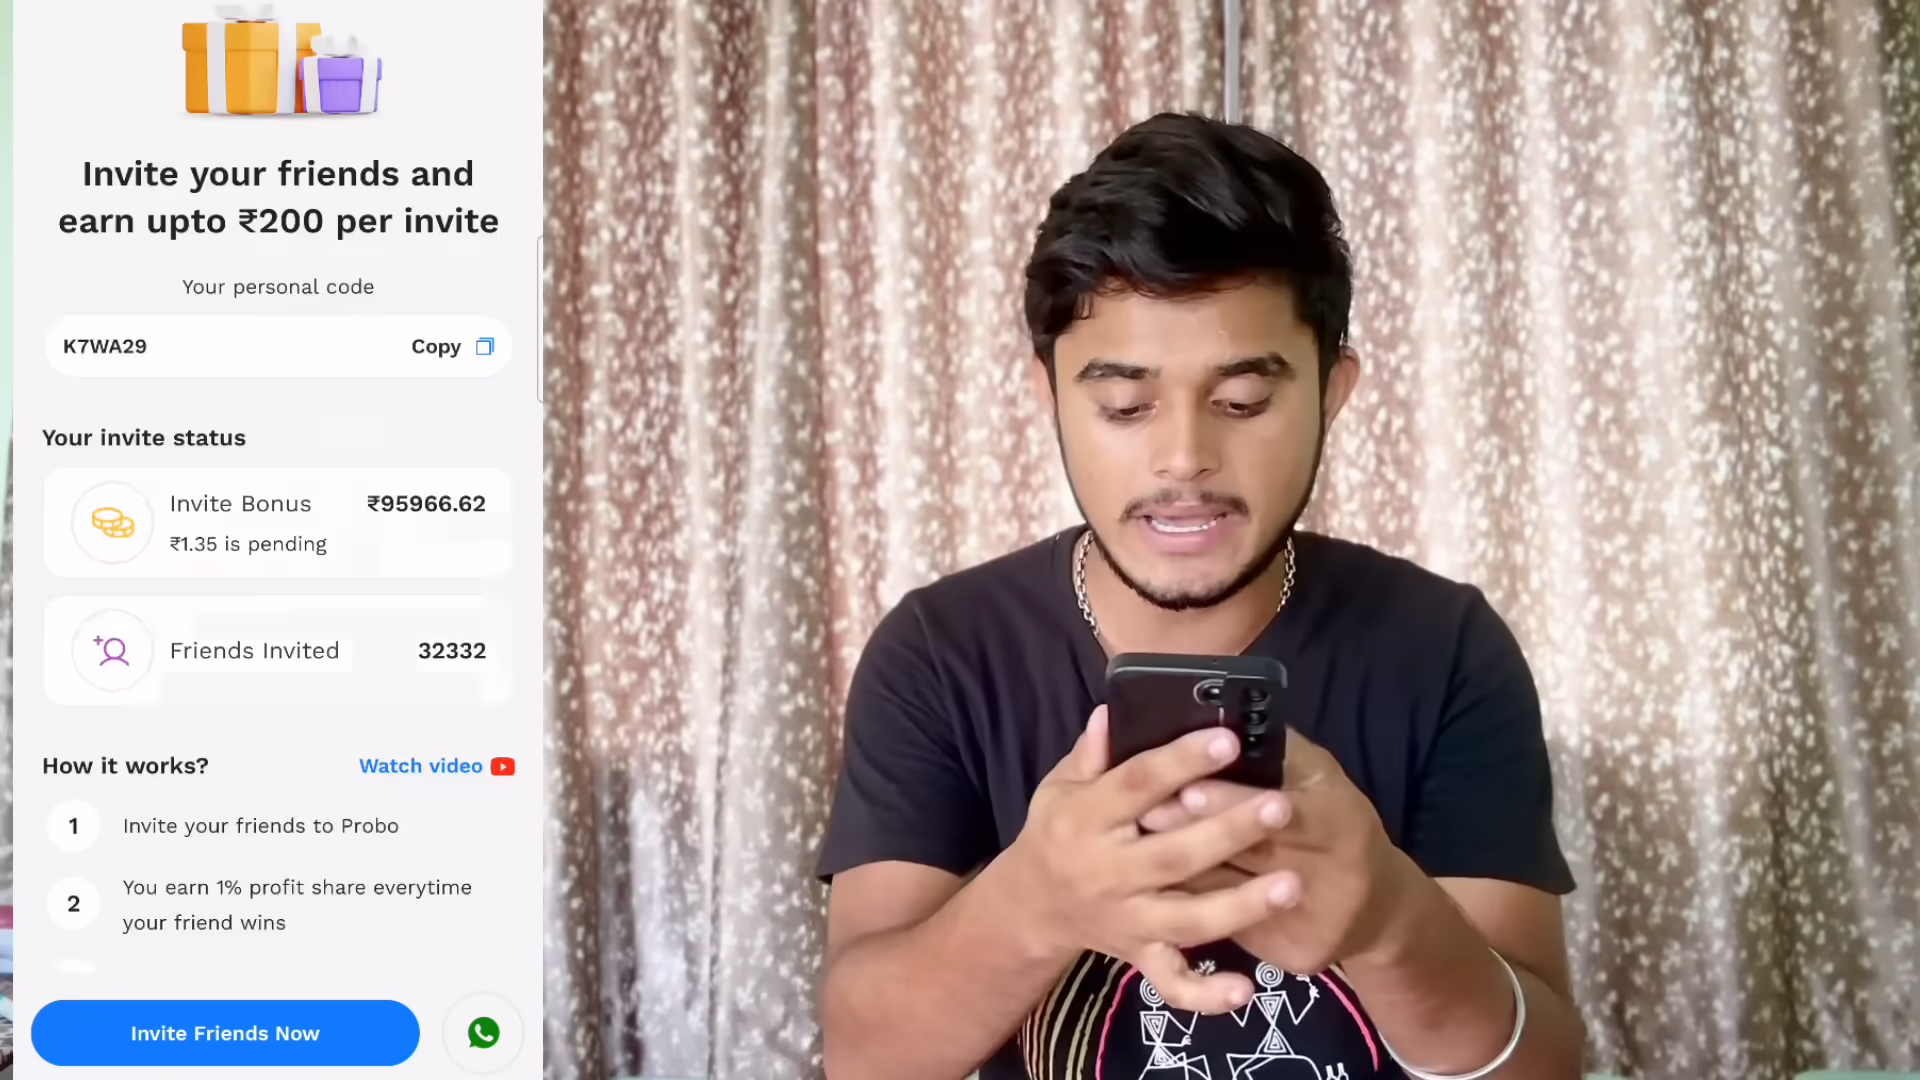 Invite your friends and
earn upto ₹200 per invite
Your personal code
K7WA29 Copy
Your invite status
Invite Bonus ₹95966.62
₹1.35 is pending
Friends Invited 32332
How it works? Watch video
1 Invite your friends to Probo
2 You earn 1% profit share everytime
your friend wins
Invite Friends Now